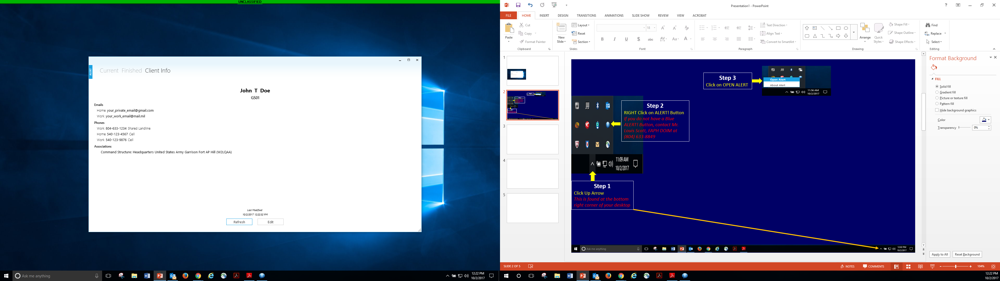 UNCLASSIFIED
ALERT
Current Finished Client Info
John T Doe
GS01
Emails
Home your_private_email@gmail.com
Work your_work_email@mail.mil
Phones
Work 804-633-1234 Shared Landline
Home 540-123-4567 Cell
Work 540-123-9876 Cell
Associations
Command Structure: Headquarters United States Army Garrison Fort AP Hill (W2LQAA)
Last Modified:
10/2/2017 12:22:32 PM
Refresh Edit
Ask me anything
12:22 PM
10/2/2017
Presentation1 - PowerPoint
FILE HOME INSERT DESIGN TRANSITIONS ANIMATIONS SLIDE SHOW REVIEW VIEW ACROBAT
Paste
Cut
Copy
Format Painter
Clipboard
New
Slide
Layout
Reset
Section
Slides
18
B I U S abc AV Aa A
Font
Text Direction
Align Text
Convert to SmartArt
Paragraph
Arrange
Quick
Styles
Shape Fill
Shape Outline
Shape Effects
Drawing
Find
Replace
Select
Editing
1
2
3
4
5
Step 3
Click on OPEN ALERT
Open Alert
About Alert
11:56 AM
10/2/2017
Step 2
RIGHT Click on ALERT! Button
If you do not have a Blue
ALERT! Button, contact Mr.
Louis Scott, FAPH DOIM at
(804) 633-8849
11:09 AM
10/2/2017
Step 1
Click Up Arrow
This is found at the bottom
right corner of your desktop
Ask me anything
12:02 PM
10/2/2017
Format Background
FILL
Solid fill
Gradient fill
Picture or texture fill
Pattern fill
Hide background graphics
Color
Transparency 0%
Apply to All Reset Background
SLIDE 2 OF 5
NOTES COMMENTS 104%
12:22 PM
10/2/2017